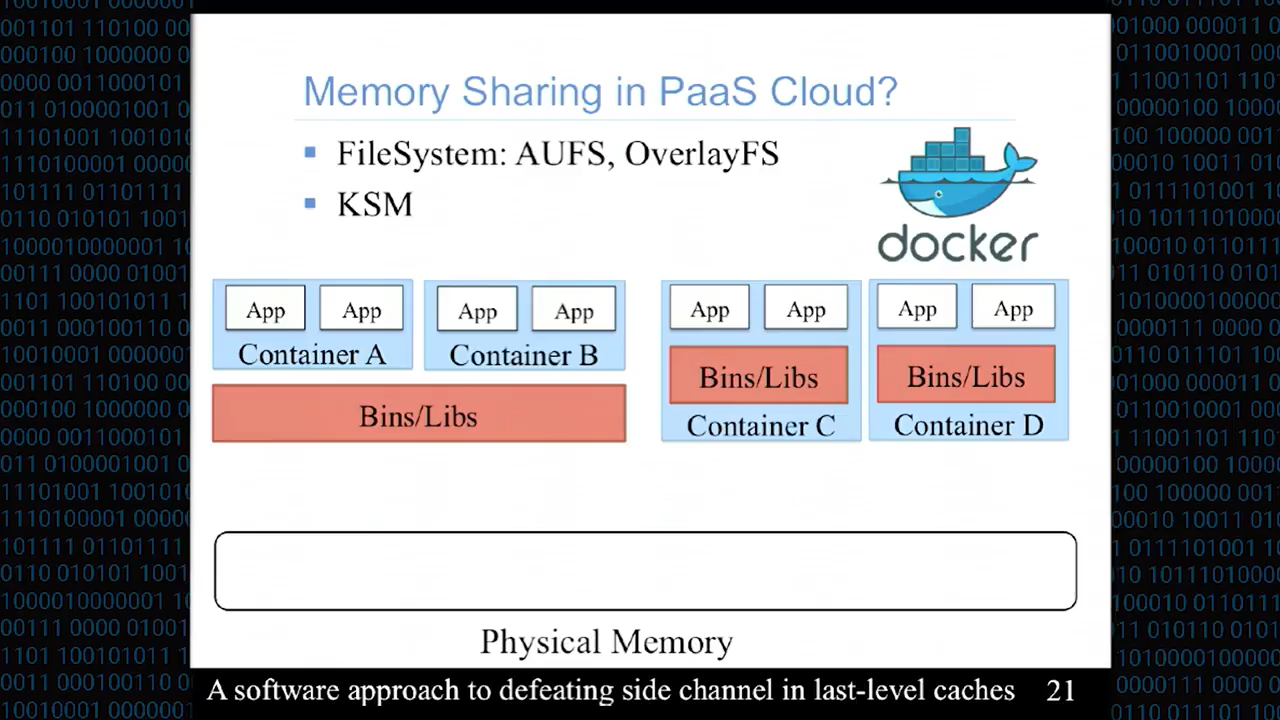 Memory Sharing in PaaS Cloud?
FileSystem: AUFS, OverlayFS
KSM
docker
App App App App App App App App
Container A Container B
Bins/Libs Bins/Libs
Bins/Libs
Container C Container D
Physical Memory
A software approach to defeating side channel in last-level caches 21